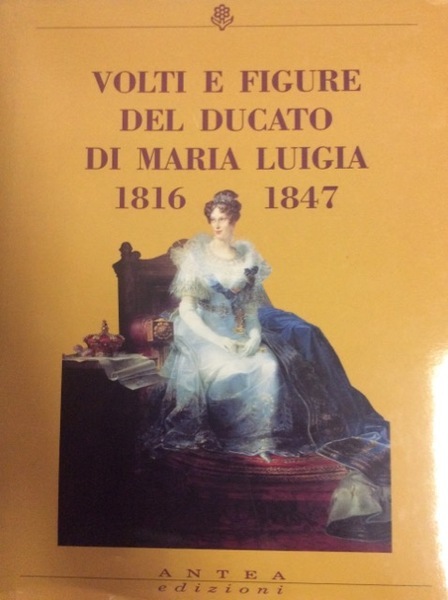 VOLTI E FIGURE
DEL DUCATO
DI MARIA LUIGIA
1816 1847
ANTEA
edizioni